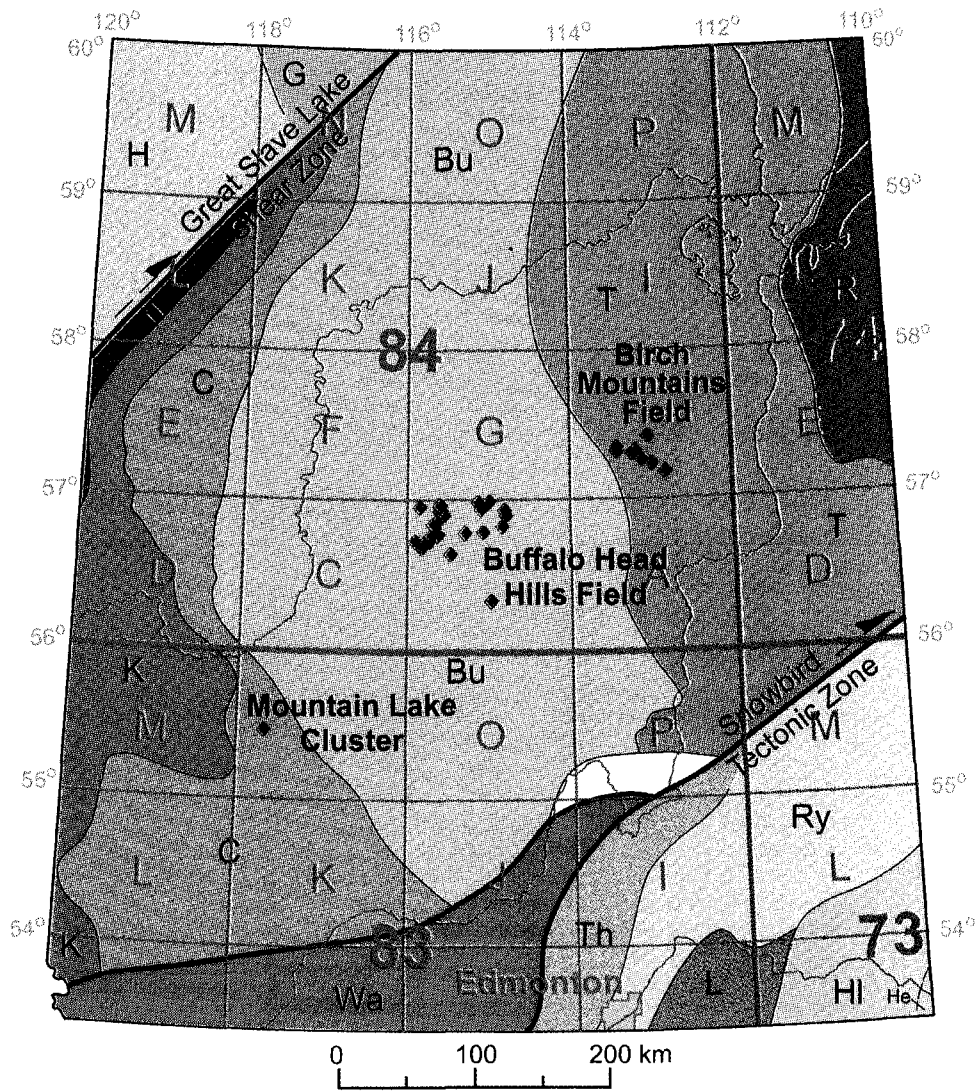 120° 118° 116° 114° 112° 110°
60° 60°
G
M O P M
H Bu
Great Slave Lake
Shear Zone
59° 59°
K J I
T R
C
58° 84 58°
74
Birch
Mountains
Field
E F G E
57° 57°
T
Buffalo Head
Hills Field
D C A D
56° 56°
K Bu
Snowbird
Tectonic Zone
Mountain Lake
Cluster
M O P M
55° 55°
Ry
C
L K J I L
54° 54°
K 83 Th 73
Edmonton
Wa L Hl He
0 100 200 km